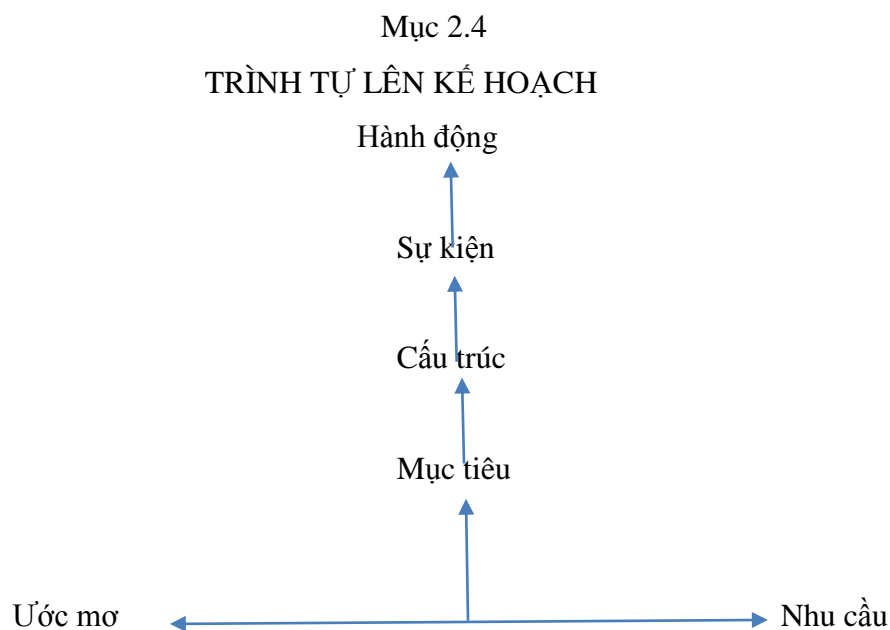 Mục 2.4
TRÌNH TỰ LÊN KẾ HOẠCH
Hành động
Sự kiện
Cấu trúc
Mục tiêu
Ước mơ Nhu cầu